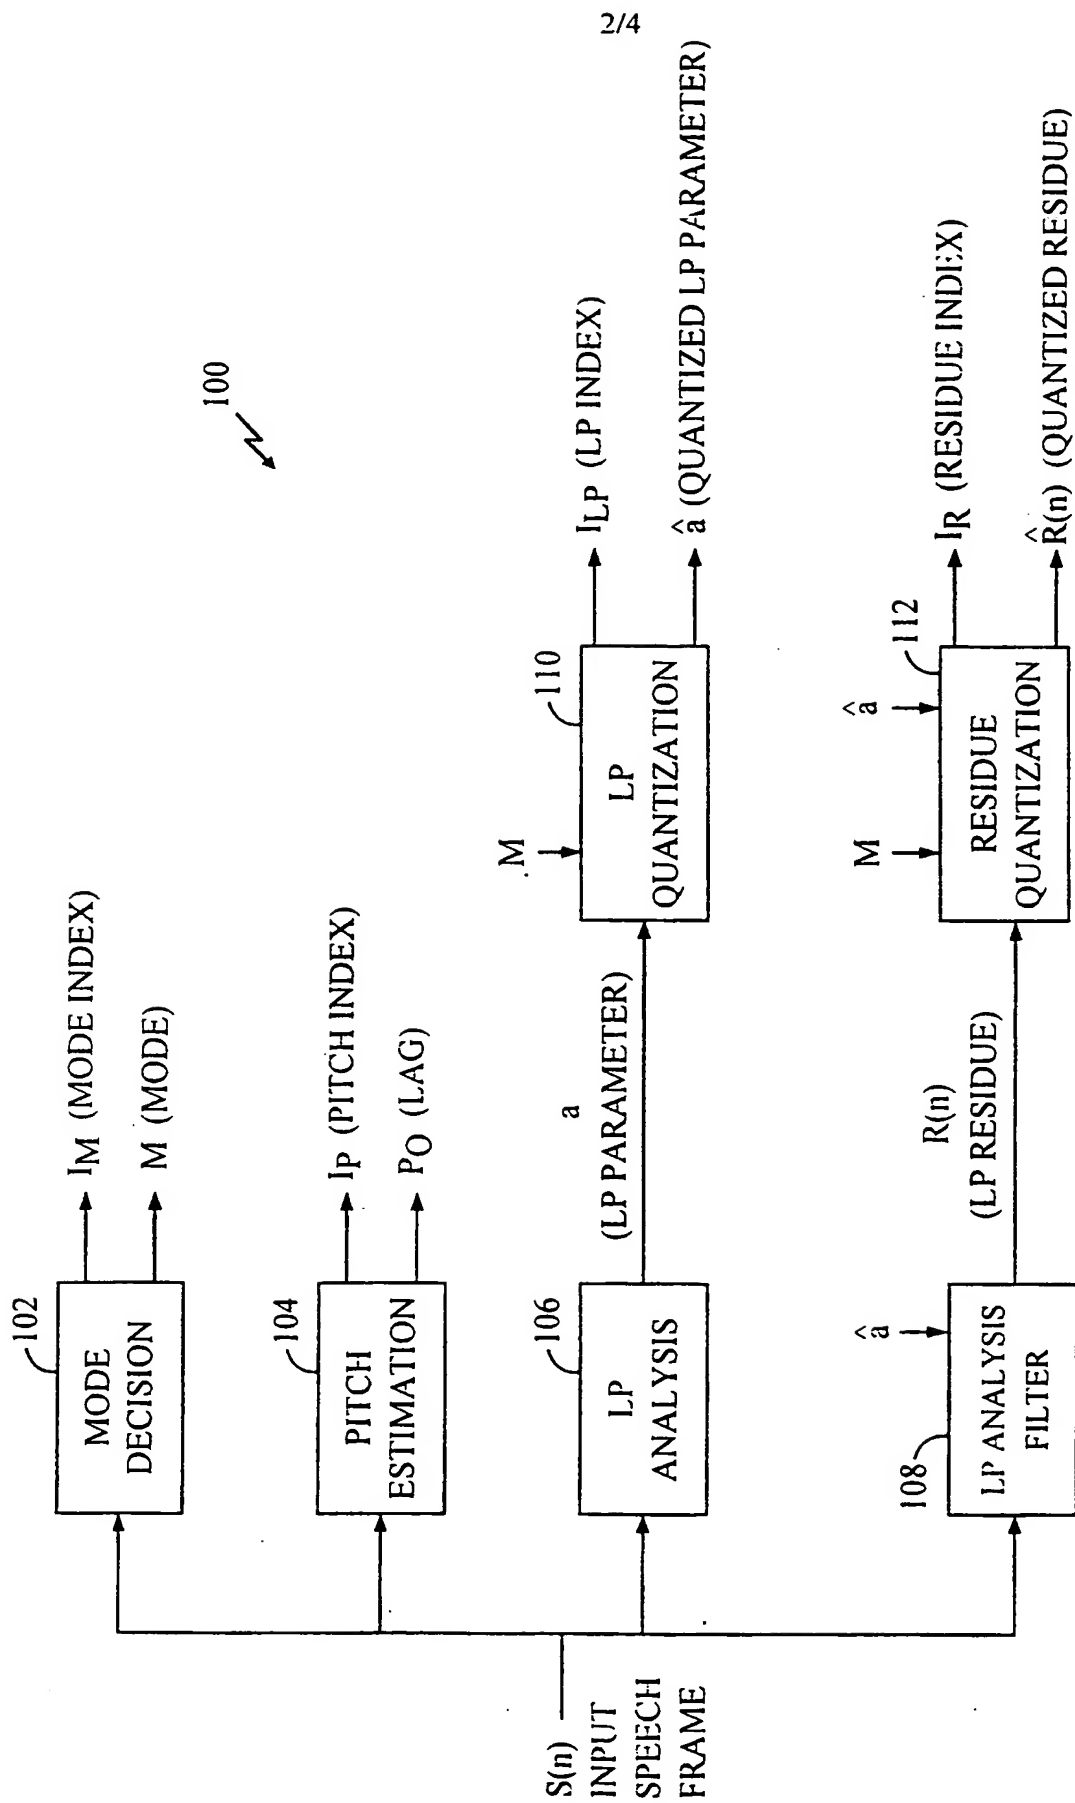 2/4
100
S(n)
INPUT
SPEECH
FRAME
102
MODE
DECISION
I_M (MODE INDEX)
M (MODE)
104
PITCH
ESTIMATION
I_P (PITCH INDEX)
P_O (LAG)
106
LP
ANALYSIS
a
(LP PARAMETER)
M
110
LP
QUANTIZATION
I_LP (LP INDEX)
â (QUANTIZED LP PARAMETER)
108
â
LP ANALYSIS
FILTER
R(n)
(LP RESIDUE)
M
â
112
RESIDUE
QUANTIZATION
I_R (RESIDUE INDEX)
R̂(n) (QUANTIZED RESIDUE)